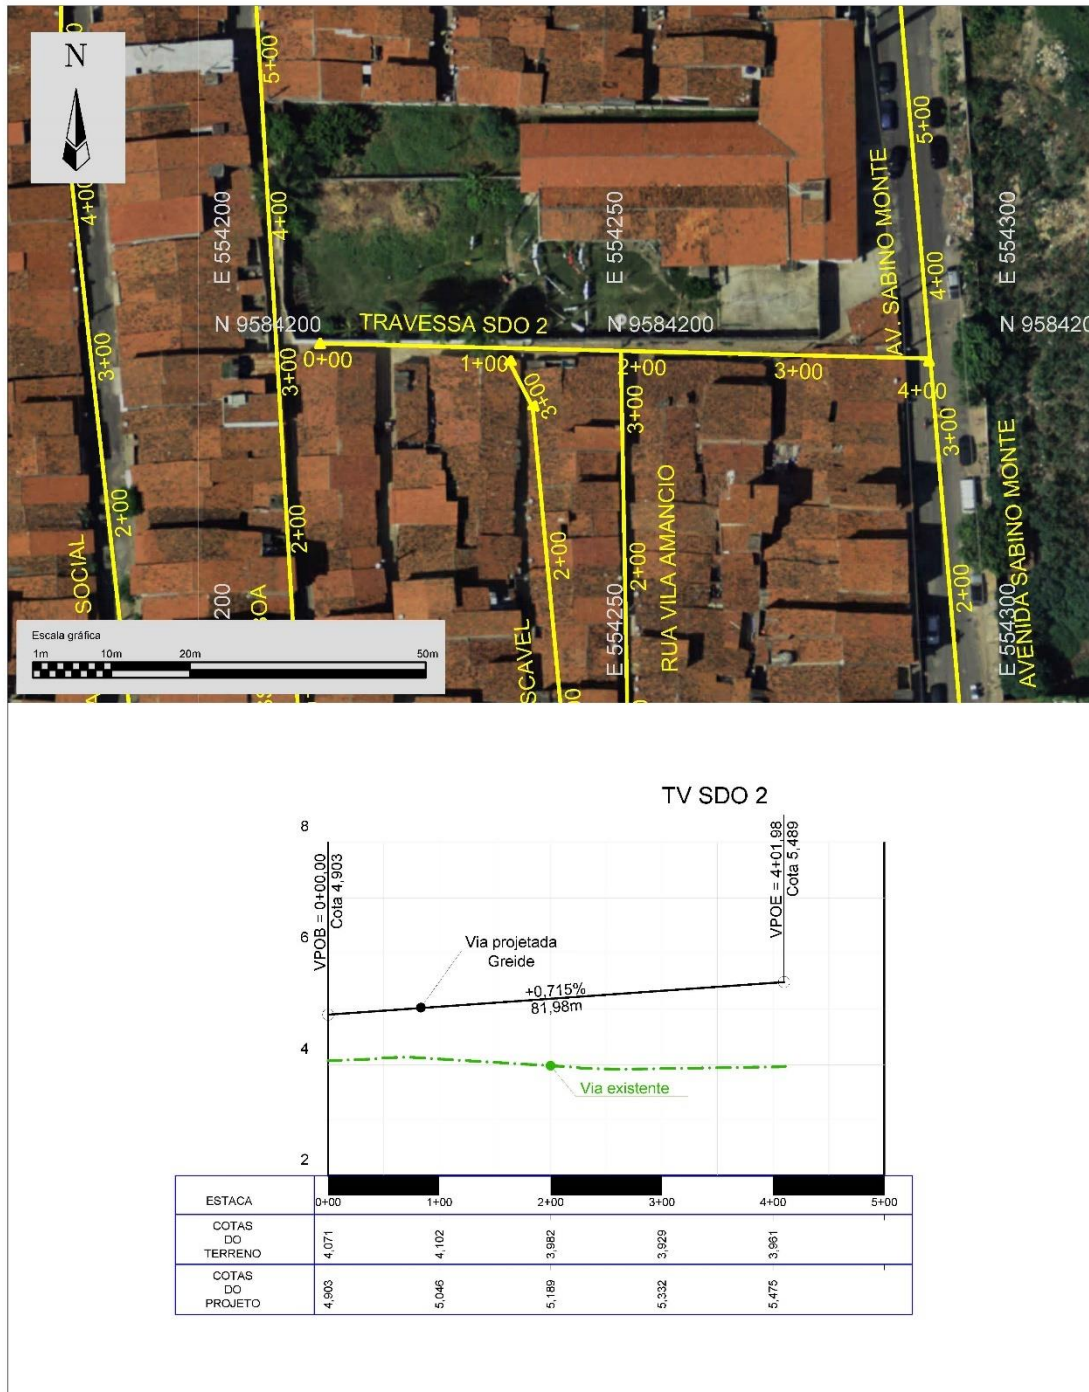 N
5+00
5+00
4+00
4+00
4+00
E 554200
E 554250
AV. SABINO MONTE
E 554300
N 9584200
TRAVESSA SDO 2
N 9584200
N 9584200
3+00
3+00
0+00
1+00
2+00
3+00
4+00
3+00
3+00
3+00
2+00
2+00
2+00
2+00
2+00
SOCIAL
RUA VILA AMANCIO
E 554250
AVENIDA SABINO MONTE
E 554300
200
SCAVEL
Escala gráfica
1m 10m 20m 50m
TV SDO 2
8
6
4
2
VPOB = 0+00,00
Cota 4,903
VPOE = 4+01,98
Cota 5,489
Via projetada
Greide
+0,715%
81,98m
Via existente
ESTACA 0+00 1+00 2+00 3+00 4+00 5+00
COTAS
DO
TERRENO
4,071 4,102 3,982 3,929 3,961
COTAS
DO
PROJETO
4,903 5,046 5,189 5,332 5,475